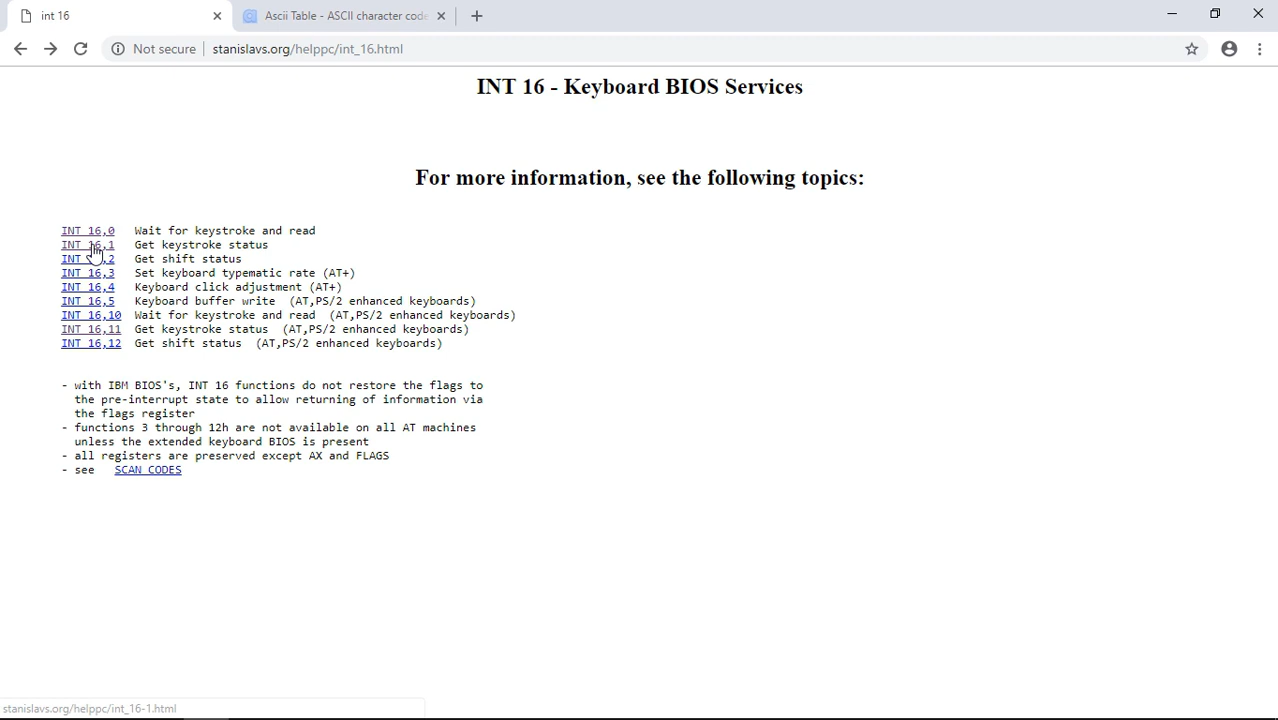 int 16
Ascii Table - ASCII character code
Not secure
stanislavs.org/helppc/int_16.html
INT 16 - Keyboard BIOS Services
For more information, see the following topics:
INT 16,0 Wait for keystroke and read
INT 16,1 Get keystroke status
INT ,2 Get shift status
INT 16,3 Set keyboard typematic rate (AT+)
INT 16,4 Keyboard click adjustment (AT+)
INT 16,5 Keyboard buffer write (AT,PS/2 enhanced keyboards)
INT 16,10 Wait for keystroke and read (AT,PS/2 enhanced keyboards)
INT 16,11 Get keystroke status (AT,PS/2 enhanced keyboards)
INT 16,12 Get shift status (AT,PS/2 enhanced keyboards)
- with IBM BIOS's, INT 16 functions do not restore the flags to
the pre-interrupt state to allow returning of information via
the flags register
- functions 3 through 12h are not available on all AT machines
unless the extended keyboard BIOS is present
- all registers are preserved except AX and FLAGS
- see SCAN CODES
stanislavs.org/helppc/int_16-1.html